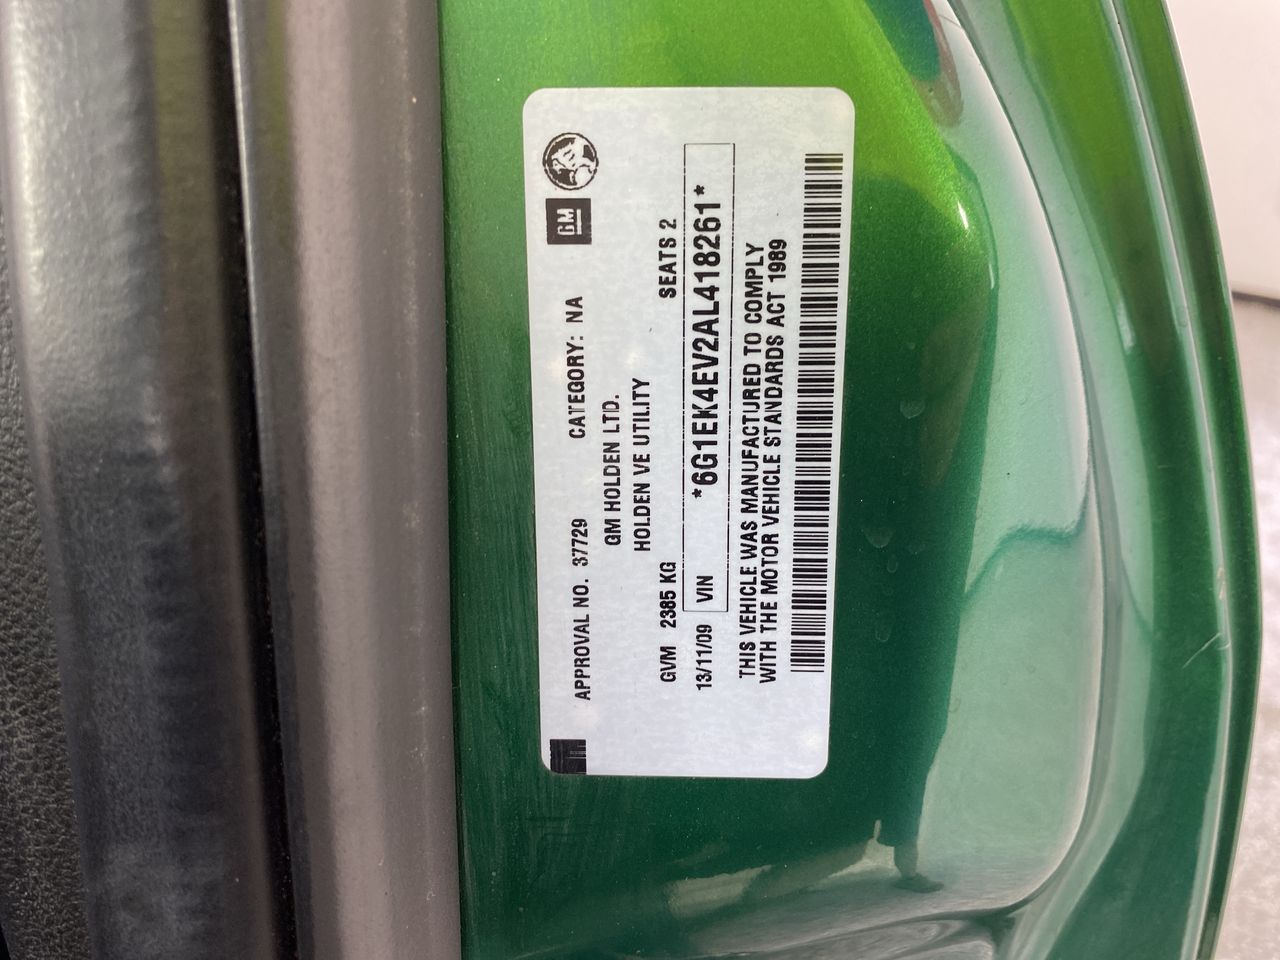 GM
APPROVAL NO. 37729 CATEGORY: NA
GM HOLDEN LTD.
HOLDEN VE UTILITY
GVM 2385 KG SEATS 2
13/11/09 VIN *6G1EK4EV2AL418261*
THIS VEHICLE WAS MANUFACTURED TO COMPLY
WITH THE MOTOR VEHICLE STANDARDS ACT 1989